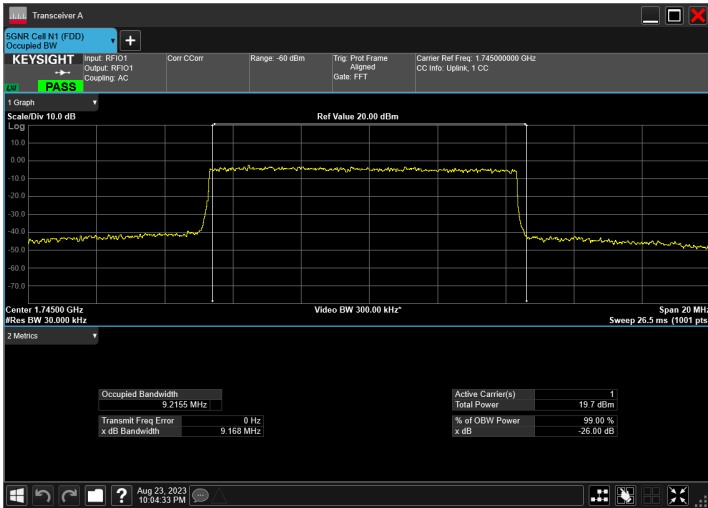 Transceiver A
5GNR Cell N1 (FDD)
Occupied BW
KEYSIGHT
Input: RFIO1
Output: RFIO1
Coupling: AC
Corr CCorr
Range: -60 dBm
Trig: Prot Frame
Aligned
Gate: FFT
Carrier Ref Freq: 1.745000000 GHz
CC Info: Uplink, 1 CC
LXI
PASS
1 Graph
Scale/Div 10.0 dB
Ref Value 20.00 dBm
Log
10.0
0.00
-10.0
-20.0
-30.0
-40.0
-50.0
-60.0
-70.0
Center 1.74500 GHz
Video BW 300.00 kHz*
Span 20 MHz
#Res BW 30.000 kHz
Sweep 26.5 ms (1001 pts
2 Metrics
Occupied Bandwidth
9.2155 MHz
Transmit Freq Error 0 Hz
x dB Bandwidth 9.168 MHz
Active Carrier(s) 1
Total Power 19.7 dBm
% of OBW Power 99.00 %
x dB -26.00 dB
?
Aug 23, 2023
10:04:33 PM